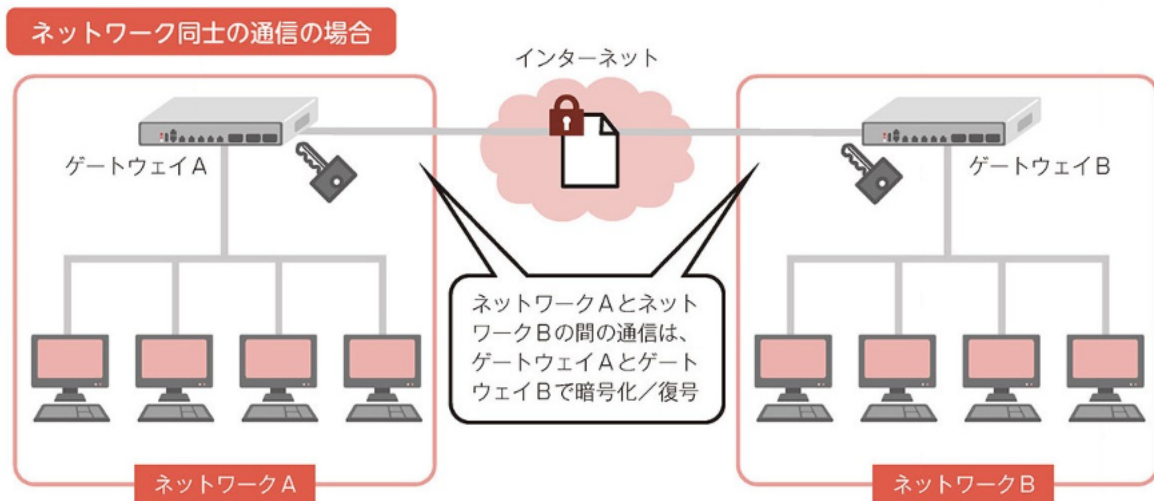 ネットワーク同士の通信の場合
インターネット
ゲートウェイA
ゲートウェイB
ネットワークAとネット
ワークBの間の通信は、
ゲートウェイAとゲート
ウェイBで暗号化／復号
ネットワークA
ネットワークB